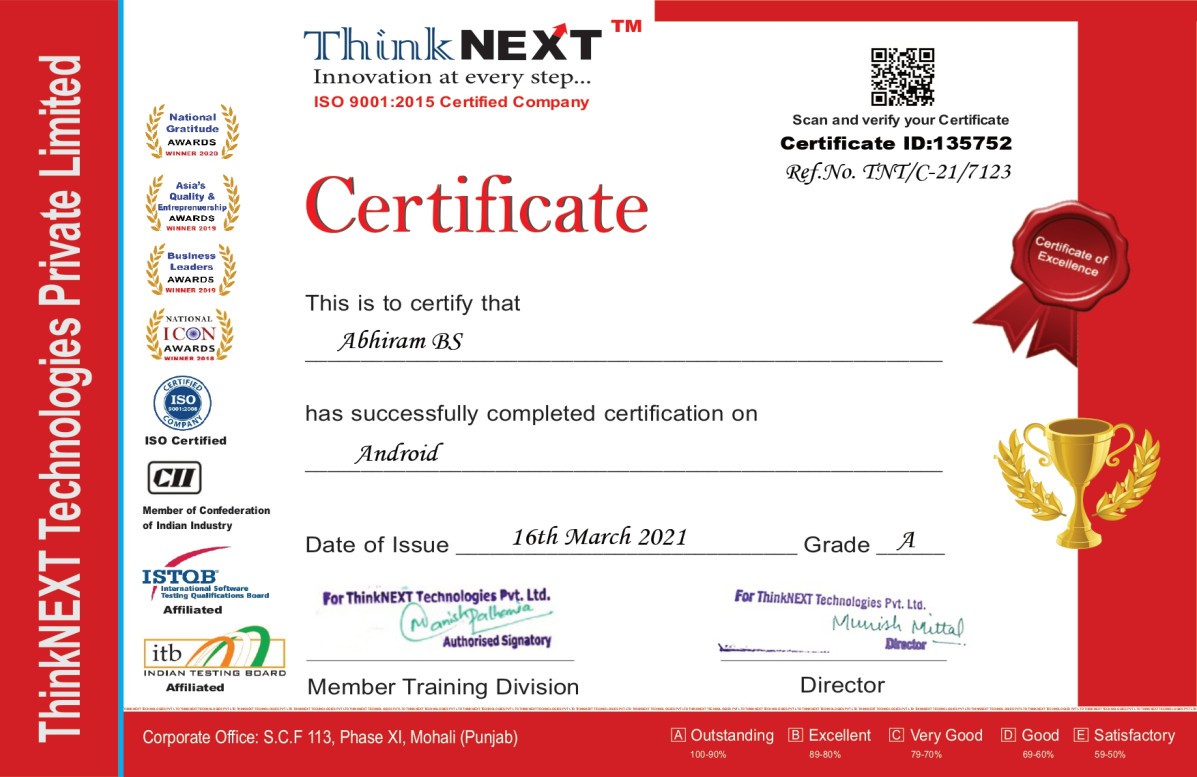 ThinkNEXT Technologies Private Limited
ThinkNEXT TM
Innovation at every step...
ISO 9001:2015 Certified Company
Scan and verify your Certificate
Certificate ID:135752
Ref.No. TNT/C-21/7123
National
Gratitude
AWARDS
WINNER 2020
Asia's
Quality &
Entreprenuership
AWARDS
WINNER 2019
Business
Leaders
AWARDS
WINNER 2019
NATIONAL
ICON
AWARDS
WINNER 2018
CERTIFIED
ISO
9001:2008
COMPANY
ISO Certified
CII
Member of Confederation
of Indian Industry
ISTQB
International Software
Testing Qualifications Board
Affiliated
itb
INDIAN TESTING BOARD
Affiliated
Certificate
Certificate of
Excellence
This is to certify that
Abhiram BS
has successfully completed certification on
Android
Date of Issue 16th March 2021 Grade A
For ThinkNEXT Technologies Pvt. Ltd.
Manish Pathania
Authorised Signatory
Member Training Division
For ThinkNEXT Technologies Pvt. Ltd.
Munish Mittal
Director
Director
Corporate Office: S.C.F 113, Phase XI, Mohali (Punjab)
A Outstanding B Excellent C Very Good D Good E Satisfactory
100-90% 89-80% 79-70% 69-60% 59-50%